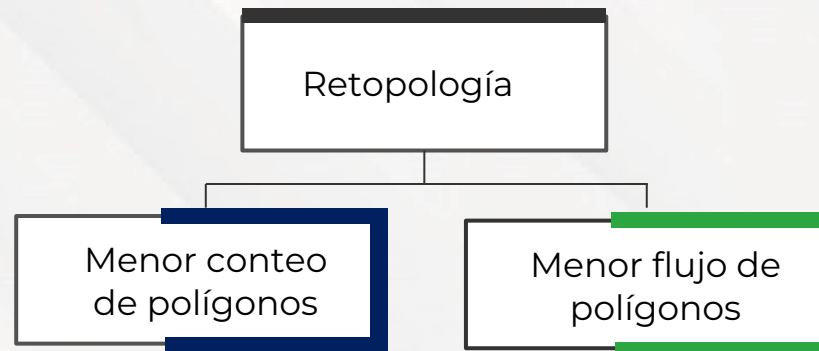 Retopología
Menor conteo
de polígonos
Menor flujo de
polígonos